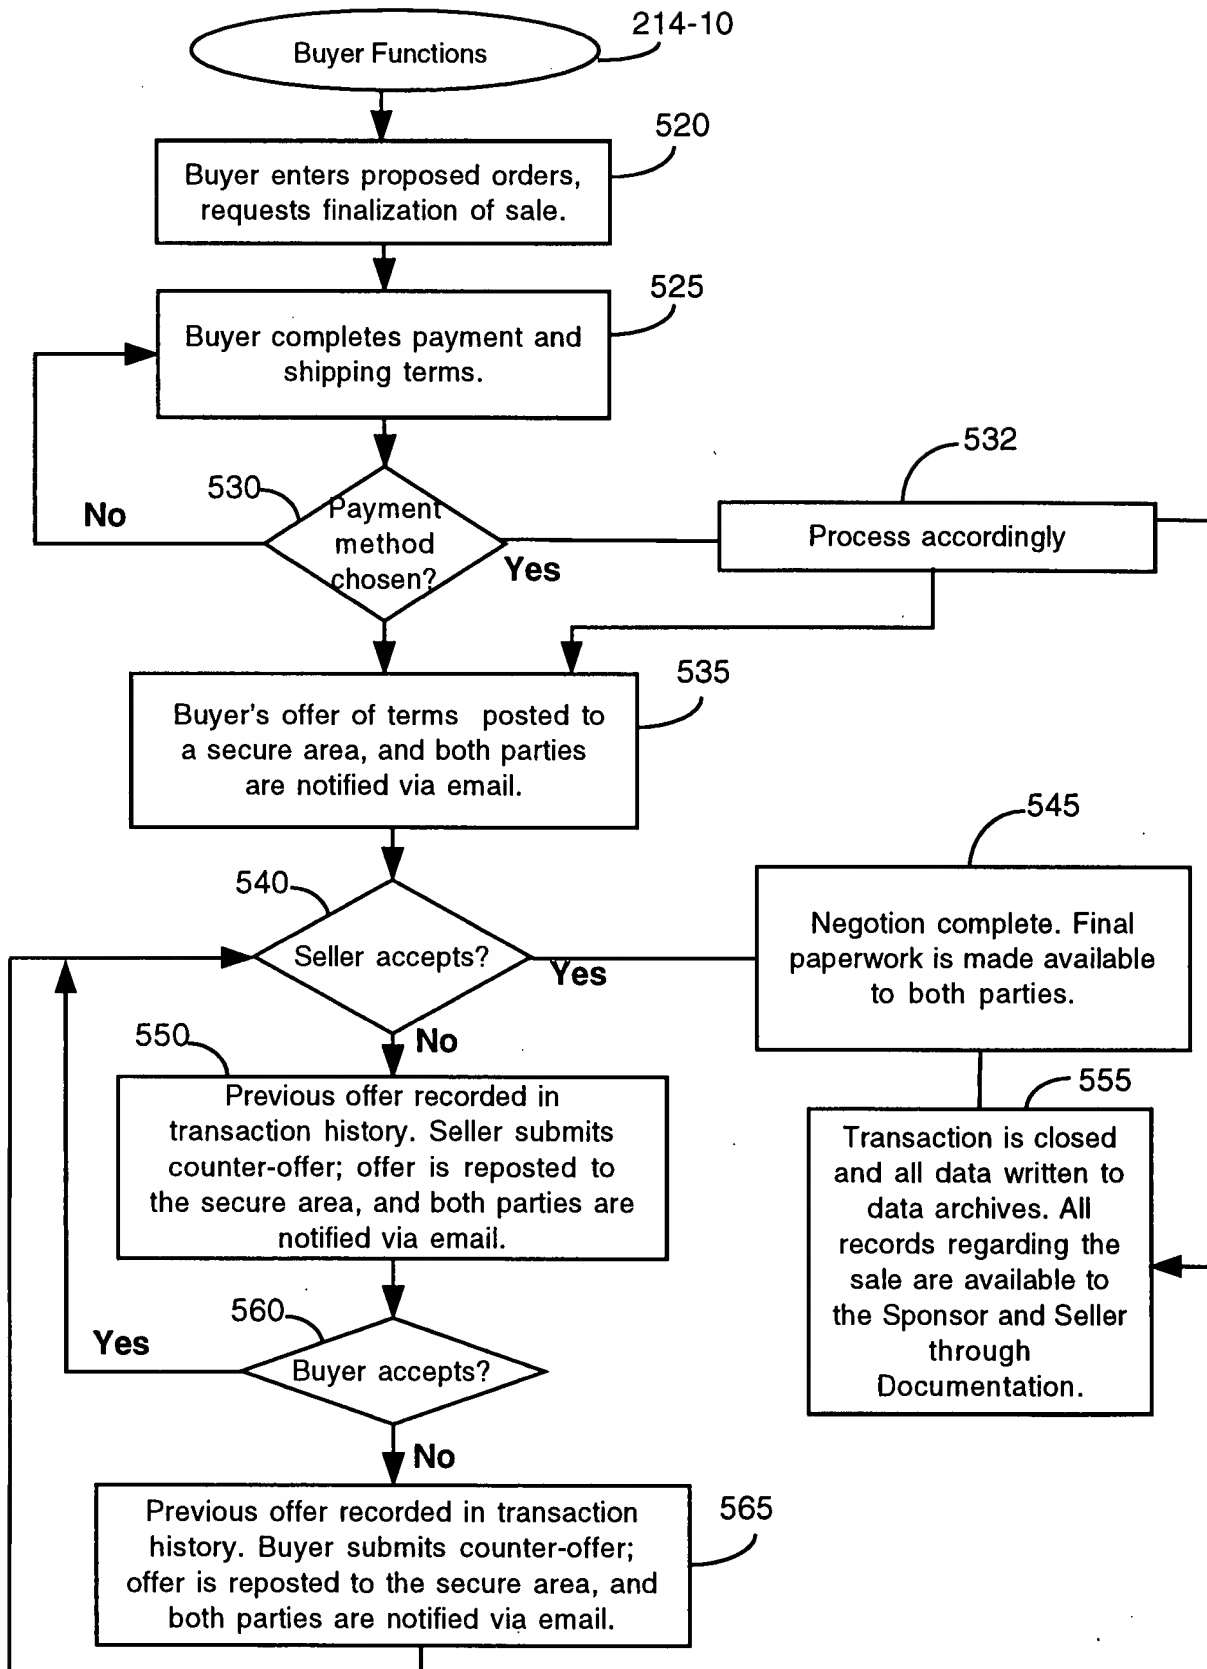 214-10
Buyer Functions
520
Buyer enters proposed orders,
requests finalization of sale.
525
Buyer completes payment and
shipping terms.
530
No
Payment
method
chosen?
Yes
532
Process accordingly
535
Buyer's offer of terms posted to
a secure area, and both parties
are notified via email.
540
Seller accepts?
Yes
545
Negotion complete. Final
paperwork is made available
to both parties.
No
550
Previous offer recorded in
transaction history. Seller submits
counter-offer; offer is reposted to
the secure area, and both parties are
notified via email.
555
Transaction is closed
and all data written to
data archives. All
records regarding the
sale are available to
the Sponsor and Seller
through
Documentation.
560
Yes
Buyer accepts?
No
565
Previous offer recorded in transaction
history. Buyer submits counter-offer;
offer is reposted to the secure area, and
both parties are notified via email.